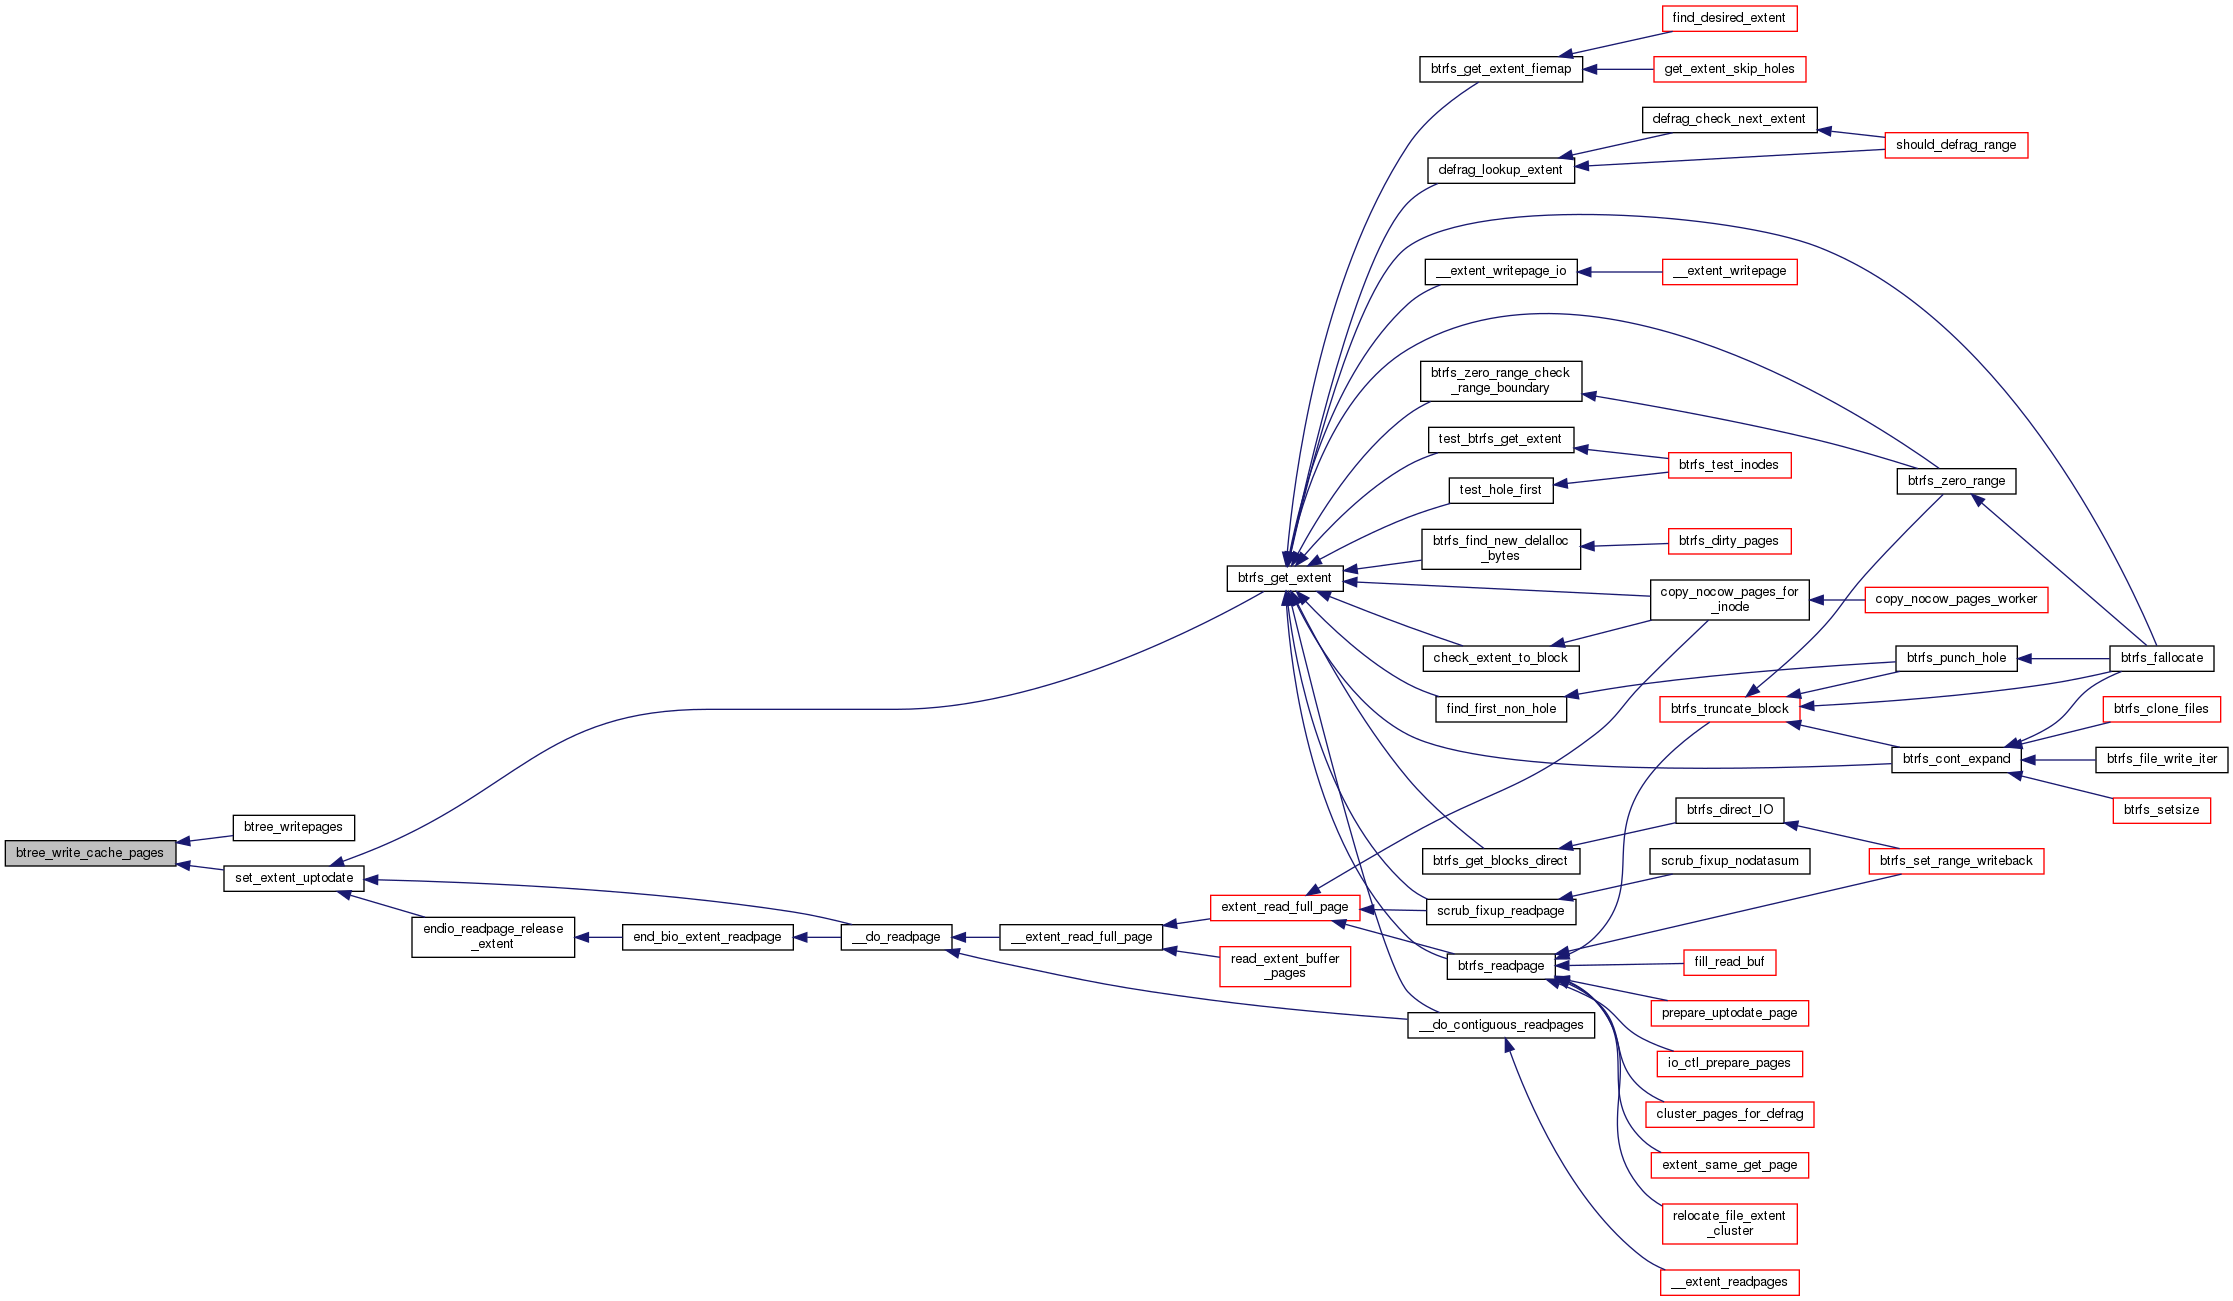 find_desired_extent
btrfs_get_extent_fiemap
get_extent_skip_holes
defrag_check_next_extent
should_defrag_range
defrag_lookup_extent
__extent_writepage_io
__extent_writepage
btrfs_zero_range_check
_range_boundary
test_btrfs_get_extent
btrfs_test_inodes
test_hole_first
btrfs_zero_range
btrfs_find_new_delalloc
_bytes
btrfs_dirty_pages
btrfs_get_extent
copy_nocow_pages_for
_inode
copy_nocow_pages_worker
check_extent_to_block
btrfs_punch_hole
btrfs_fallocate
find_first_non_hole
btrfs_truncate_block
btrfs_clone_files
btrfs_cont_expand
btrfs_file_write_iter
btrfs_direct_IO
btrfs_setsize
btree_writepages
btree_write_cache_pages
set_extent_uptodate
btrfs_get_blocks_direct
scrub_fixup_nodatasum
btrfs_set_range_writeback
extent_read_full_page
scrub_fixup_readpage
endio_readpage_release
_extent
end_bio_extent_readpage
__do_readpage
__extent_read_full_page
read_extent_buffer
_pages
btrfs_readpage
fill_read_buf
prepare_uptodate_page
__do_contiguous_readpages
io_ctl_prepare_pages
cluster_pages_for_defrag
extent_same_get_page
relocate_file_extent
_cluster
__extent_readpages